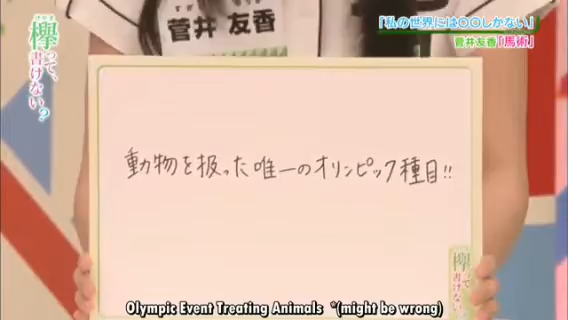 「私の世界には〇〇しかない」
菅井友香「馬術」
欅って、
書けない?
菅井 友香
動物を扱った唯一のオリンピック種目!!
欅って
書けない?
Olympic Event Treating Animals *(might be wrong)